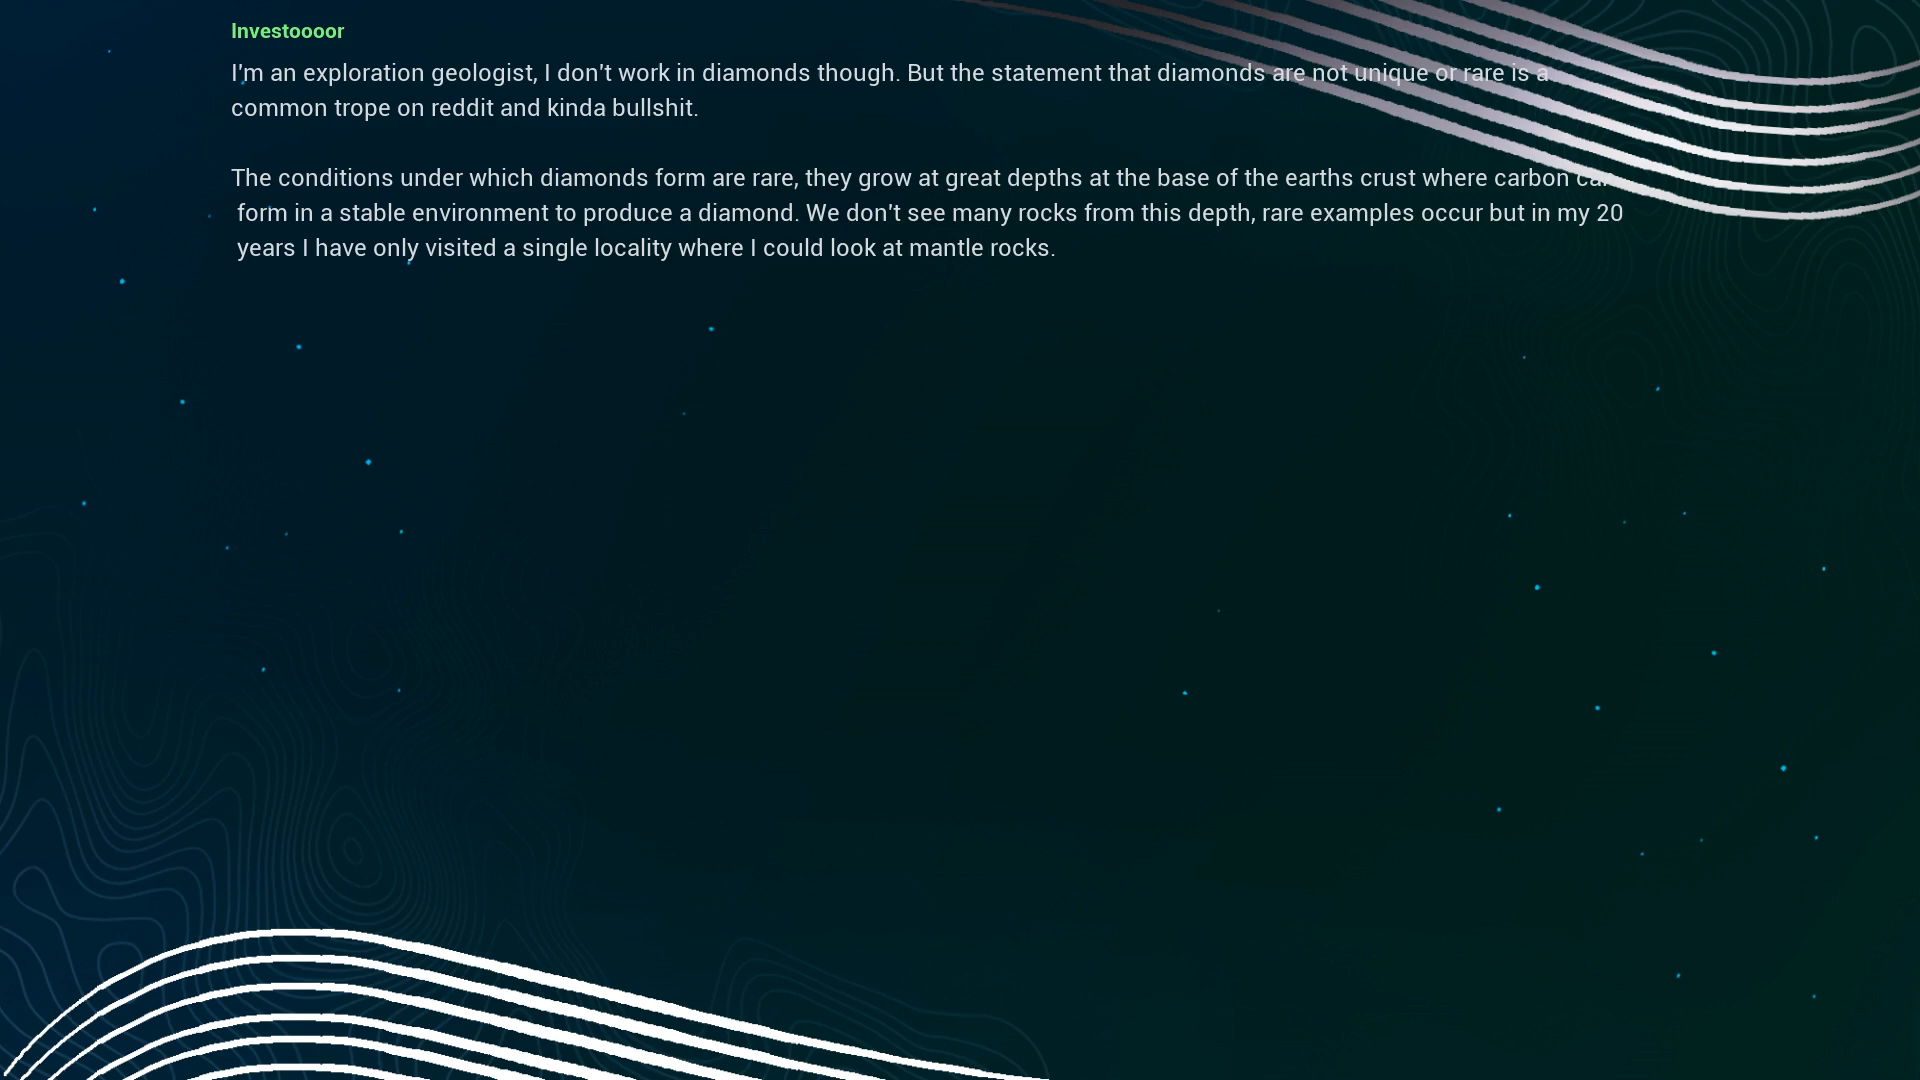 Investoooor
I'm an exploration geologist, I don't work in diamonds though. But the statement that diamonds are not unique or rare is a
common trope on reddit and kinda bullshit.
The conditions under which diamonds form are rare, they grow at great depths at the base of the earths crust where carbon can
form in a stable environment to produce a diamond. We don't see many rocks from this depth, rare examples occur but in my 20
years I have only visited a single locality where I could look at mantle rocks.